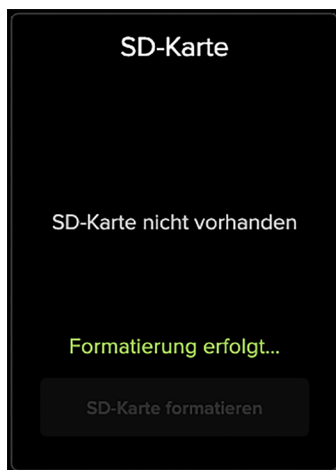 SD-Karte
SD-Karte nicht vorhanden
Formatierung erfolgt...
SD-Karte formatieren